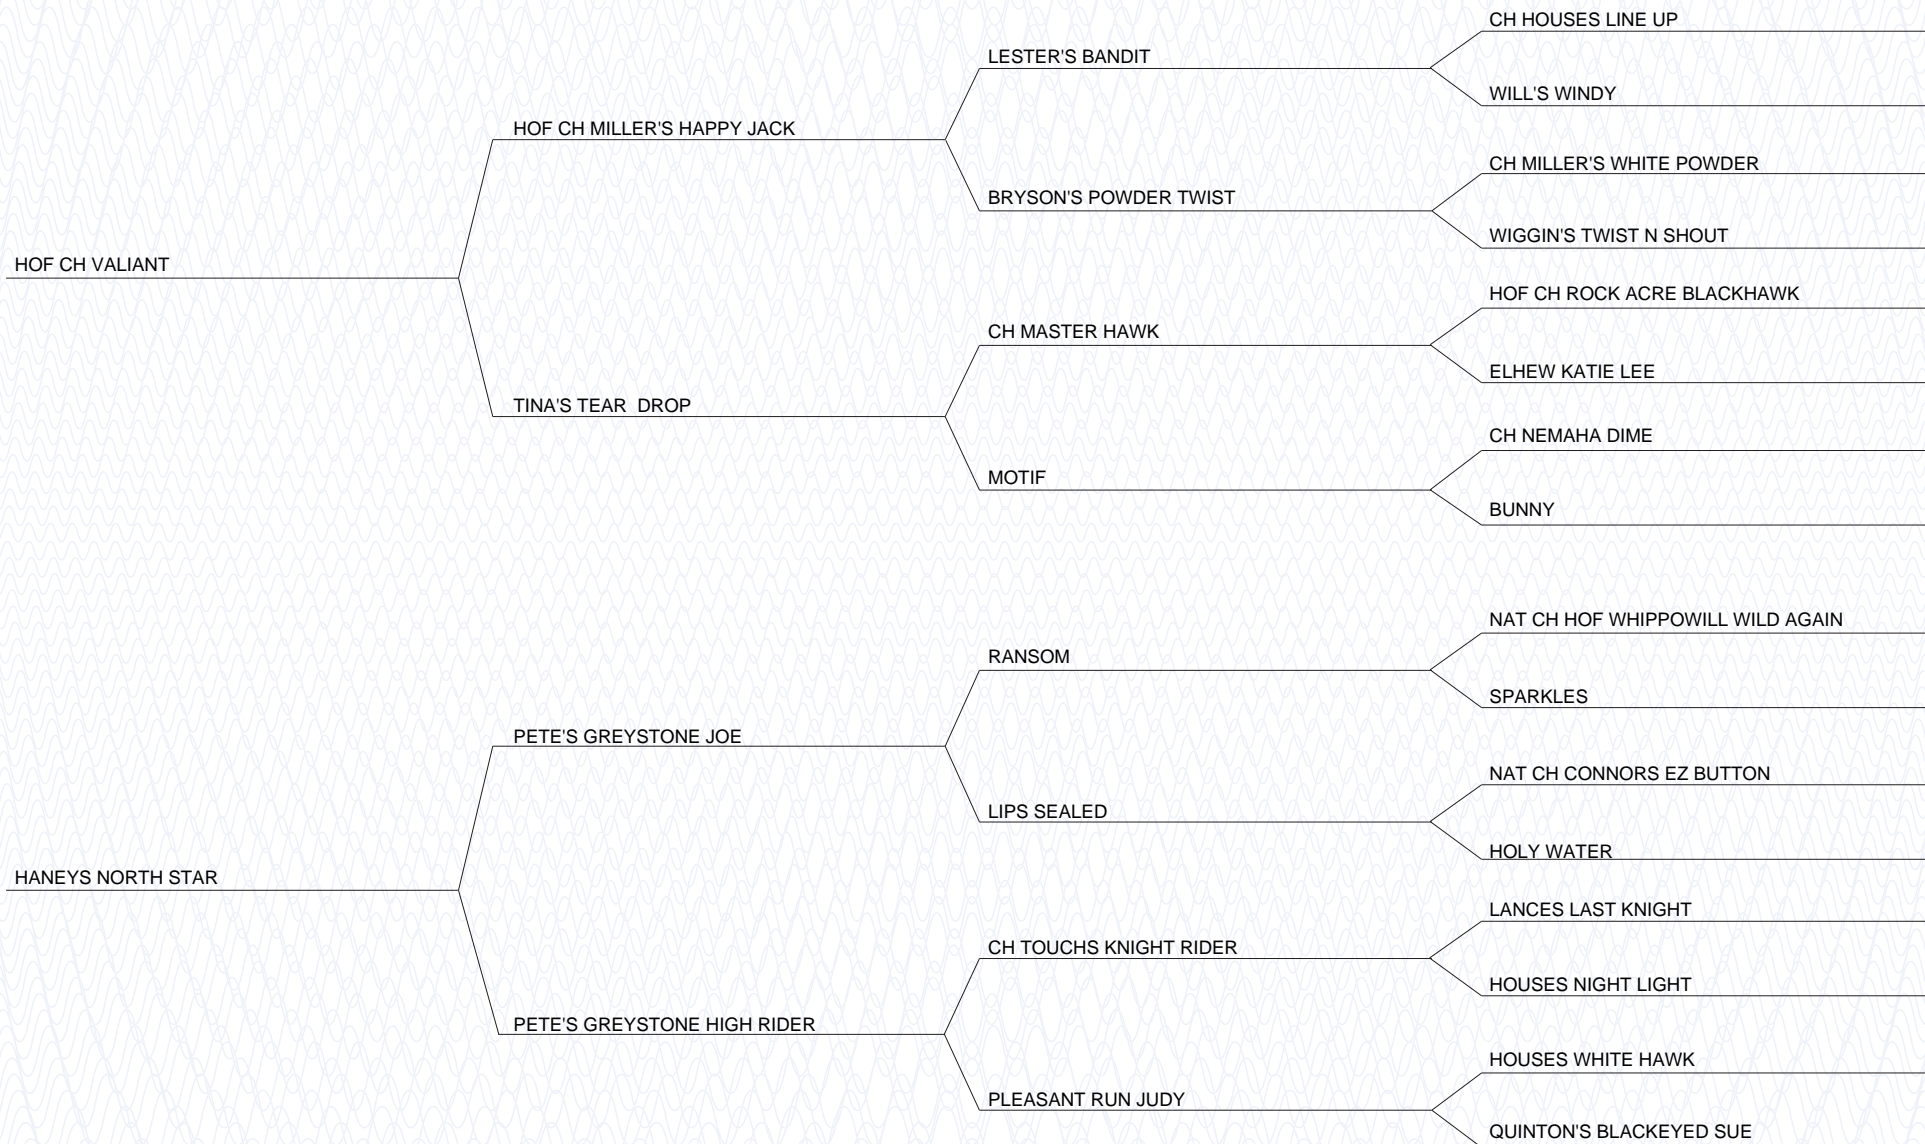 CH HOUSES LINE UP
LESTER'S BANDIT
WILL'S WINDY
HOF CH MILLER'S HAPPY JACK
CH MILLER'S WHITE POWDER
BRYSON'S POWDER TWIST
WIGGIN'S TWIST N SHOUT
HOF CH VALIANT
HOF CH ROCK ACRE BLACKHAWK
CH MASTER HAWK
ELHEW KATIE LEE
TINA'S TEAR  DROP
CH NEMAHA DIME
MOTIF
BUNNY
NAT CH HOF WHIPPOWILL WILD AGAIN
RANSOM
SPARKLES
PETE'S GREYSTONE JOE
NAT CH CONNORS EZ BUTTON
LIPS SEALED
HOLY WATER
HANEYS NORTH STAR
LANCES LAST KNIGHT
CH TOUCHS KNIGHT RIDER
HOUSES NIGHT LIGHT
PETE'S GREYSTONE HIGH RIDER
HOUSES WHITE HAWK
PLEASANT RUN JUDY
QUINTON'S BLACKEYED SUE